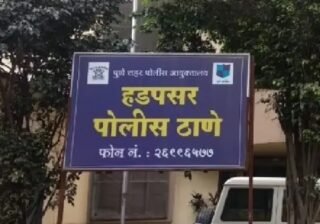 पुणे शहर पोलीस आयुक्तालय
हडपसर
पोलीस ठाणे
फोन नं. : २६९९६५७७